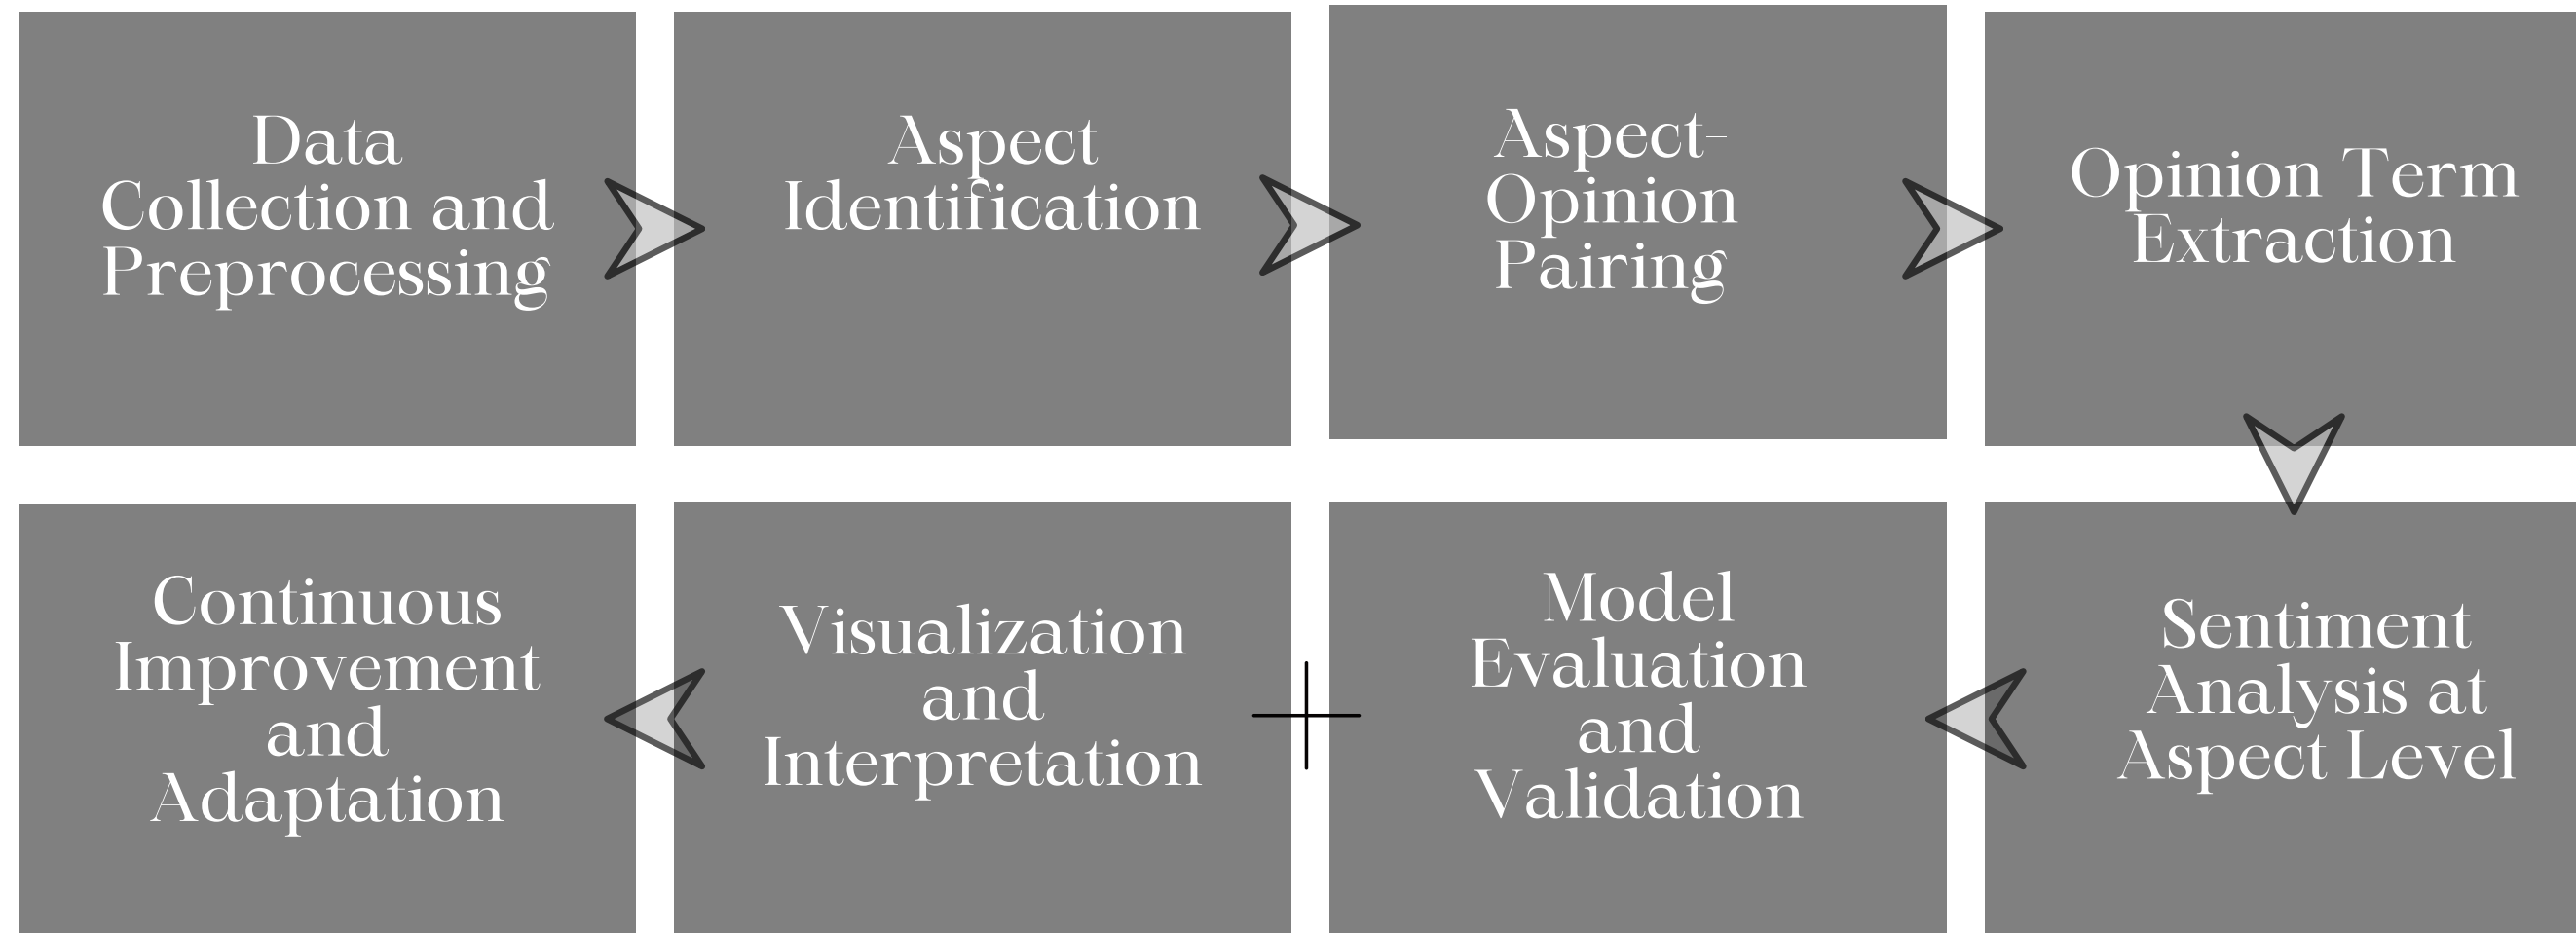 Data
Collection and
Preprocessing
Aspect
Identification
Aspect-
Opinion
Pairing
Opinion Term
Extraction
Sentiment
Analysis at
Aspect Level
Model
Evaluation
and
Validation
Visualization
and
Interpretation
Continuous
Improvement
and
Adaptation